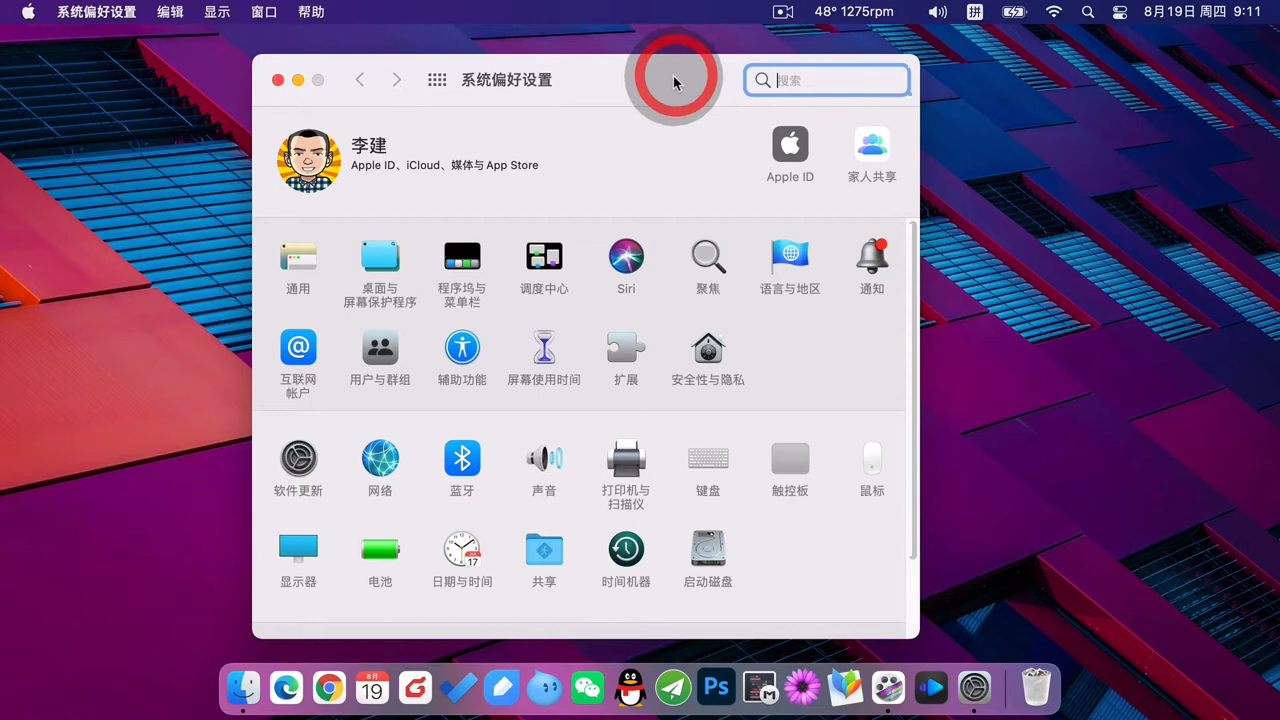 系统偏好设置 编辑 显示 窗口 帮助 48° 1275rpm 拼 8月19日 周四 9:11
系统偏好设置 搜索
李建
Apple ID、iCloud、媒体与 App Store
Apple ID 家人共享
通用 桌面与 程序坞与 调度中心 Siri 聚焦 语言与地区 通知
屏幕保护程序 菜单栏
互联网 用户与群组 辅助功能 屏幕使用时间 扩展 安全性与隐私
帐户
软件更新 网络 蓝牙 声音 打印机与 键盘 触控板 鼠标
扫描仪
17
显示器 电池 日期与时间 共享 时间机器 启动磁盘
8月
19 Ps M